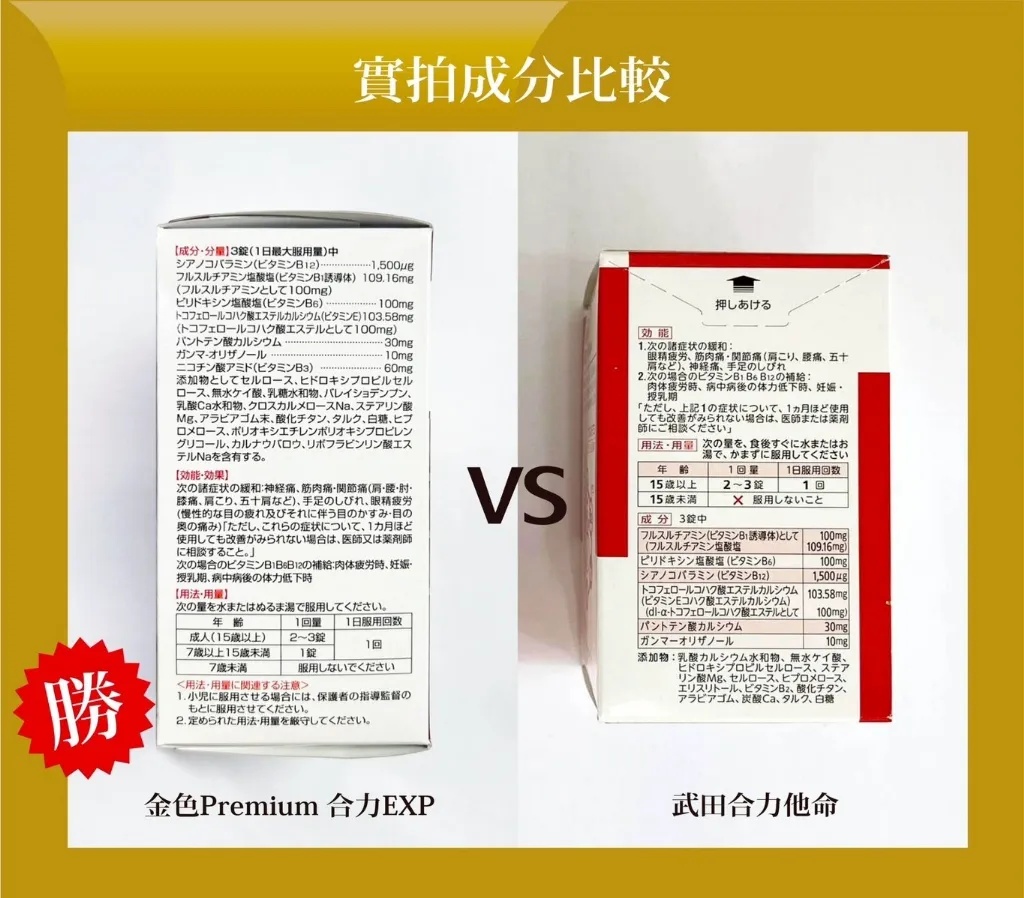 實拍成分比較
【成分・分量】3錠(1日最大服用量)中
シアノコバラミン(ビタミンB12)………………1,500μg
フルスルチアミン塩酸塩(ビタミンB1誘導体) 109.16mg
(フルスルチアミンとして100mg)
ピリドキシン塩酸塩(ビタミンB6)………………100mg
トコフェロールコハク酸エステルカルシウム(ビタミンE)103.58mg
(トコフェロールコハク酸エステルとして100mg)
パントテン酸カルシウム………………30mg
ガンマ-オリザノール………………10mg
ニコチン酸アミド(ビタミンB3)………………60mg
添加物としてセルロース、ヒドロキシプロピルセル
ロース、無水ケイ酸、乳糖水和物、バレイショデンプン、
乳酸Ca水和物、クロスカルメロースNa、ステアリン酸
Mg、アラビアゴム末、酸化チタン、タルク、白糖、ヒプ
ロメロース、ポリオキシエチレンポリオキシプロピレン
グリコール、カルナウバロウ、リボフラビンリン酸エス
テルNaを含有する。
【効能・効果】
次の諸症状の緩和:神経痛、筋肉痛・関節痛(肩・腰・肘・
膝痛、肩こり、五十肩など)、手足のしびれ、眼精疲労
(慢性的な目の疲れ及びそれに伴う目のかすみ・目の
奥の痛み)「ただし、これらの症状について、1カ月ほど
使用しても改善がみられない場合は、医師又は薬剤師
に相談すること。」
次の場合のビタミンB1B6B12の補給:肉体疲労時、妊娠・
授乳期、病中病後の体力低下時
【用法・用量】
次の量を水またはぬるま湯で服用してください。
年 齢 1回量 1日服用回数
成人(15歳以上) 2〜3錠 1回
7歳以上15歳未満 1錠
7歳未満 服用しないでください
<用法・用量に関連する注意>
1. 小児に服用させる場合には、保護者の指導監督の
もとに服用させてください。
2. 定められた用法・用量を厳守してください。
勝
金色Premium 合力EXP
VS
押しあける
効能
1.次の諸症状の緩和:
眼精疲労、筋肉痛・関節痛(肩こり、腰痛、五十
肩など)、神経痛、手足のしびれ
2.次の場合のビタミンB1 B6 B12の補給:
肉体疲労時、病中病後の体力低下時、妊娠・
授乳期
「ただし、上記1の症状について、1ヵ月ほど使用
しても改善がみられない場合は、医師または薬剤
師にご相談ください」
用法・用量 次の量を、食後すぐに水またはお
湯で、かまずに服用してください
年 齢 1回量 1日服用回数
15歳以上 2〜3錠 1回
15歳未満 ✕ 服用しないこと
成分 3錠中
フルスルチアミン(ビタミンB1誘導体)として 100mg
(フルスルチアミン塩酸塩 109.16mg)
ピリドキシン塩酸塩(ビタミンB6) 100mg
シアノコバラミン(ビタミンB12) 1,500μg
トコフェロールコハク酸エステルカルシウム 103.58mg
(ビタミンEコハク酸エステルカルシウム)
(dl-α-トコフェロールコハク酸エステルとして 100mg)
パントテン酸カルシウム 30mg
ガンマーオリザノール 10mg
添加物:乳酸カルシウム水和物、無水ケイ酸、
ヒドロキシプロピルセルロース、ステア
リン酸Mg、セルロース、ヒプロメロース、
エリスリトール、ビタミンB2、酸化チタン、
アラビアゴム、炭酸Ca、タルク、白糖
武田合力他命